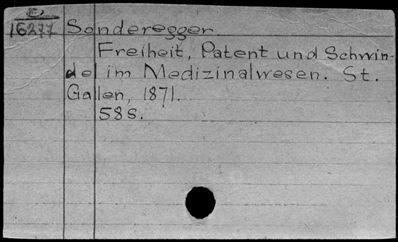 E
16277 Sonderegger.
Freiheit, Patent und Schwin-
del im Medizinalwesen. St.
Gallen, 1871.
58 S.